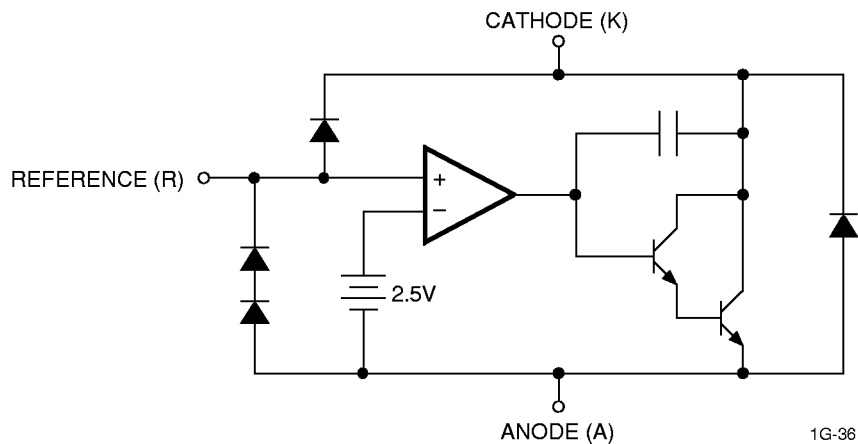 CATHODE (K)
REFERENCE (R)
+
−
2.5V
ANODE (A)
1G-36